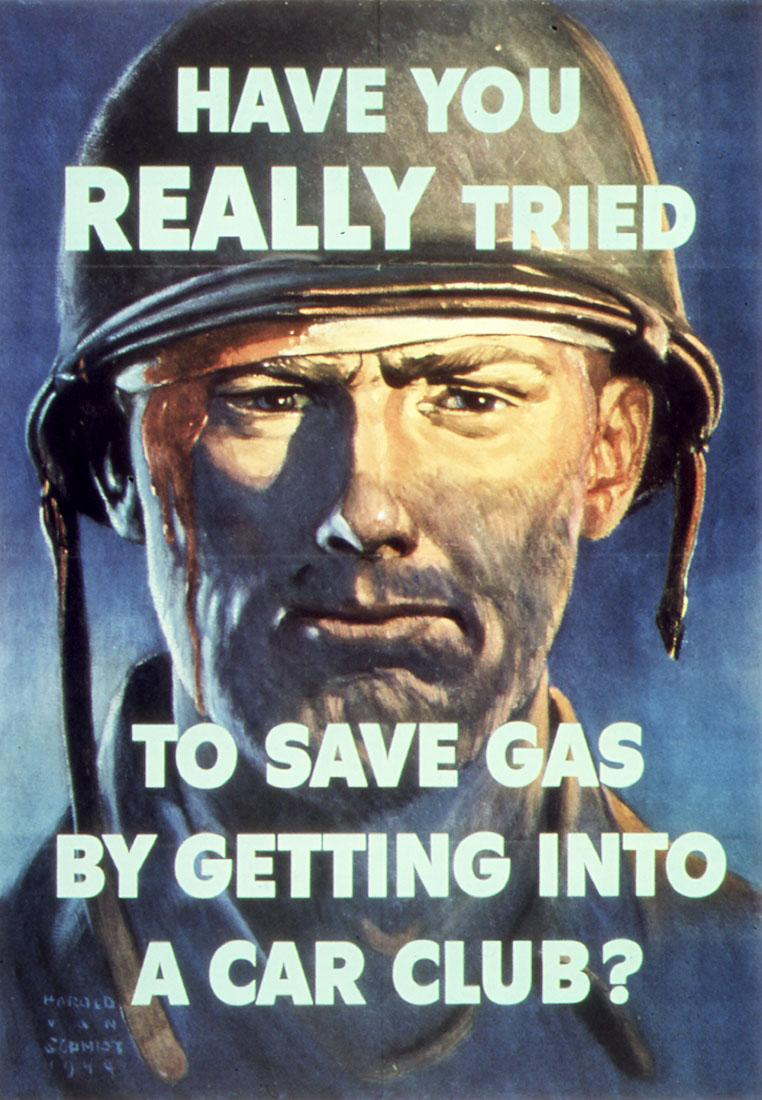 HAVE YOU
REALLY TRIED
TO SAVE GAS
BY GETTING INTO
A CAR CLUB?
HAROLD
VON
SCHMIDT
1944